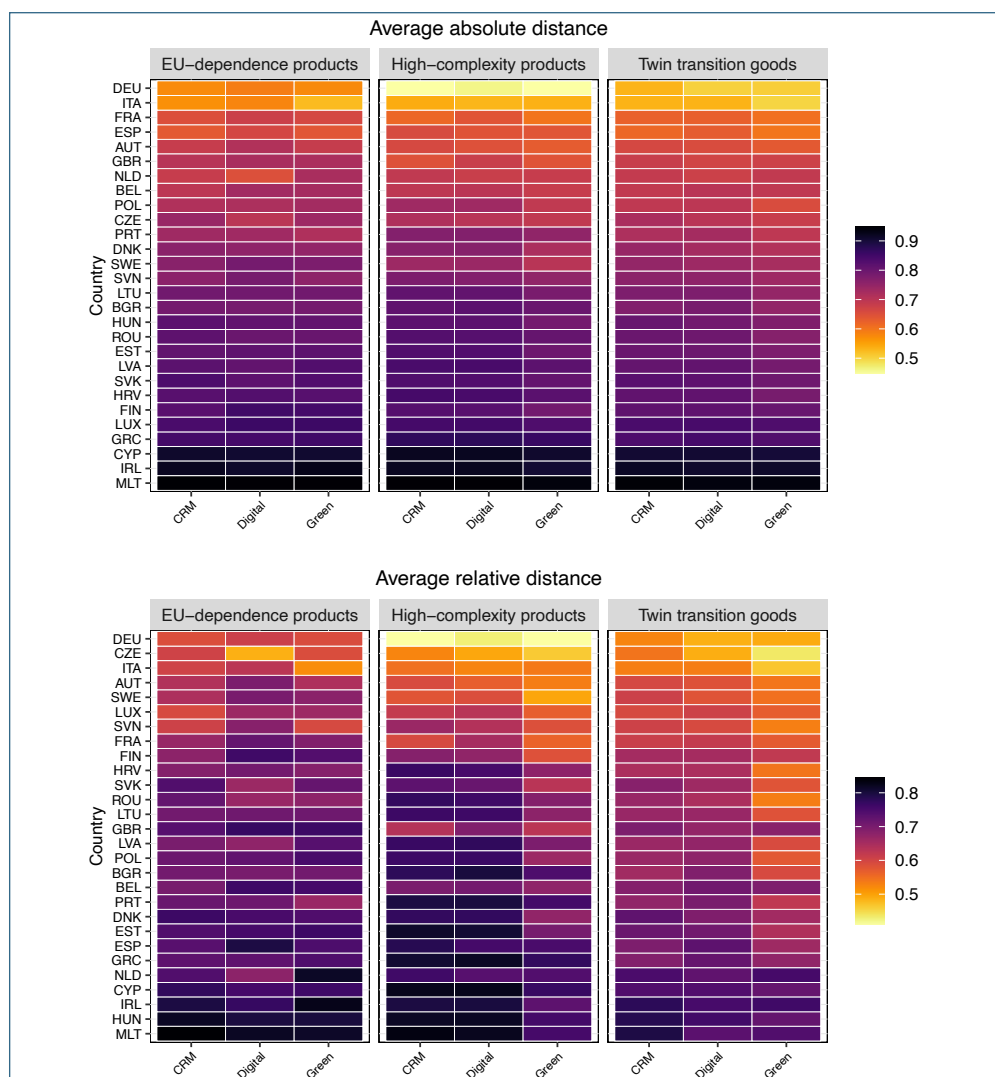 Average absolute distance
EU−dependence products
High−complexity products
Twin transition goods
DEU
ITA
FRA
ESP
AUT
GBR
NLD
BEL
POL
CZE
PRT
DNK
SWE
SVN
LTU
BGR
HUN
ROU
EST
LVA
SVK
HRV
FIN
LUX
GRC
CYP
IRL
MLT
Country
CRM
Digital
Green
CRM
Digital
Green
CRM
Digital
Green
0.9
0.8
0.7
0.6
0.5
Average relative distance
EU−dependence products
High−complexity products
Twin transition goods
DEU
CZE
ITA
AUT
SWE
LUX
SVN
FRA
FIN
HRV
SVK
ROU
LTU
GBR
LVA
POL
BGR
BEL
PRT
DNK
EST
ESP
GRC
NLD
CYP
IRL
HUN
MLT
Country
CRM
Digital
Green
CRM
Digital
Green
CRM
Digital
Green
0.8
0.7
0.6
0.5